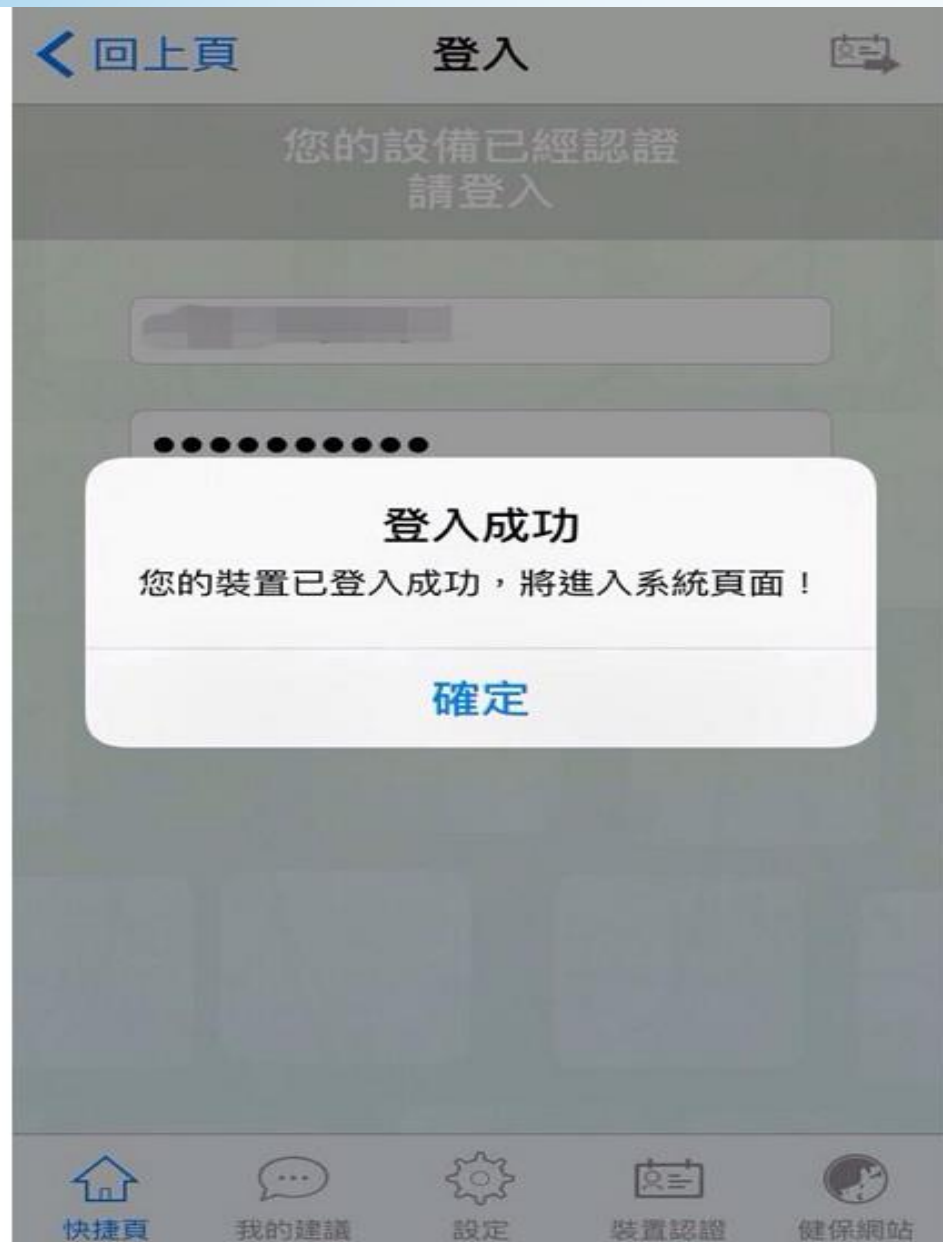 回上頁
登入
您的設備已經認證
請登入
••••••••••
登入成功
您的裝置已登入成功，將進入系統頁面！
確定
快捷頁
我的建議
設定
裝置認證
健保網站